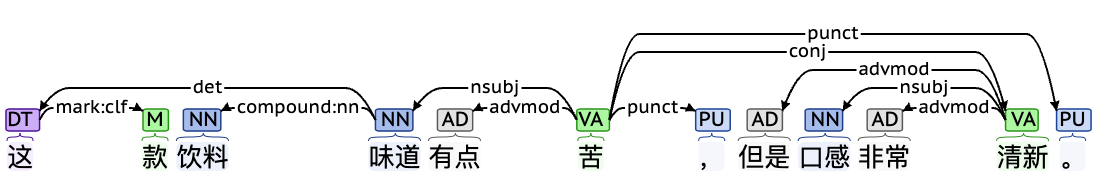 punct
conj
advmod
det nsubj nsubj
mark:clf compound:nn advmod punct advmod
DT M NN NN AD VA PU AD NN AD VA PU
这 款 饮料 味道 有点 苦 ， 但是 口感 非常 清新 。